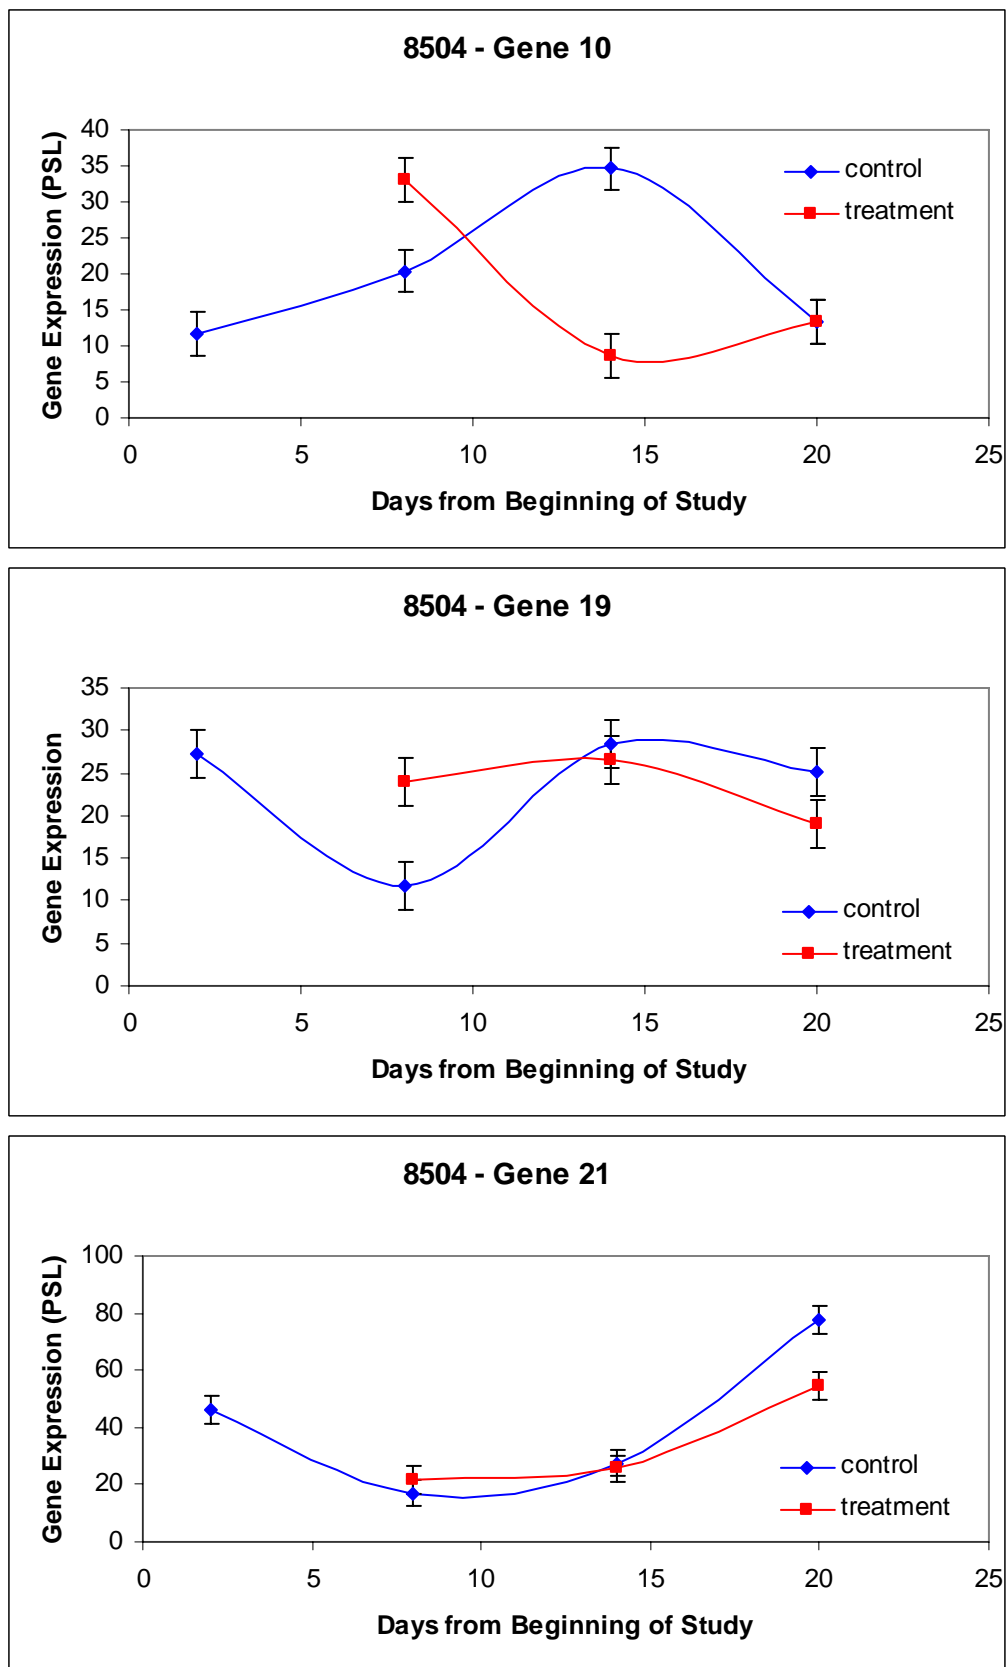 8504 - Gene 10
Gene Expression (PSL)
40
35
30
25
20
15
10
5
0
0 5 10 15 20 25
Days from Beginning of Study
control
treatment
8504 - Gene 19
Gene Expression
35
30
25
20
15
10
5
0
0 5 10 15 20 25
Days from Beginning of Study
control
treatment
8504 - Gene 21
Gene Expression (PSL)
100
80
60
40
20
0
0 5 10 15 20 25
Days from Beginning of Study
control
treatment